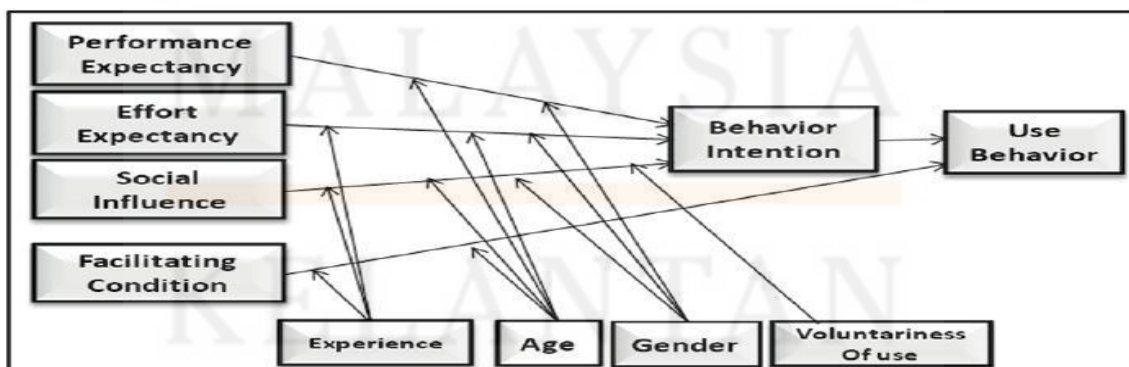 MALAYSIA
Performance
Expectancy
Effort
Expectancy
Behavior
Intention
Use
Behavior
Social
Influence
Facilitating
Condition
KELANTAN
Experience
Age
Gender
Voluntariness
Of use